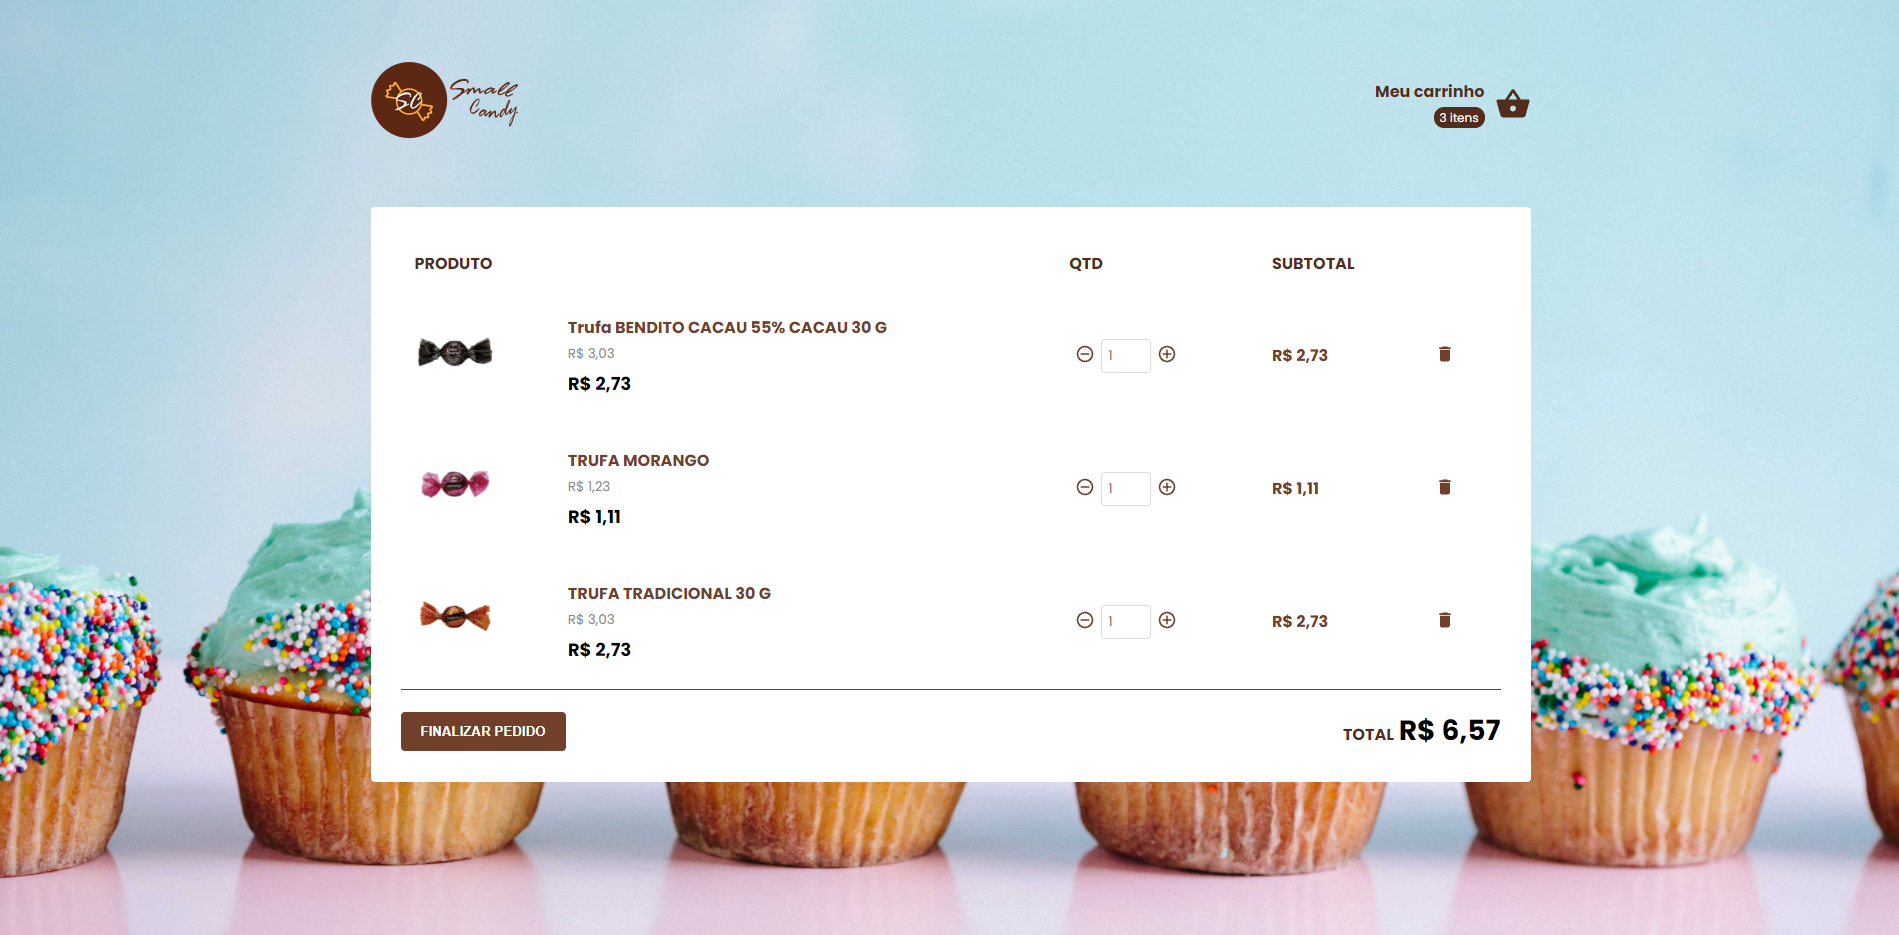 SC Small
Candy
Meu carrinho
3 itens
PRODUTO QTD SUBTOTAL
Trufa BENDITO CACAU 55% CACAU 30 G
R$ 3,03
R$ 2,73
1
R$ 2,73
TRUFA MORANGO
R$ 1,23
R$ 1,11
1
R$ 1,11
TRUFA TRADICIONAL 30 G
R$ 3,03
R$ 2,73
1
R$ 2,73
FINALIZAR PEDIDO
TOTAL R$ 6,57